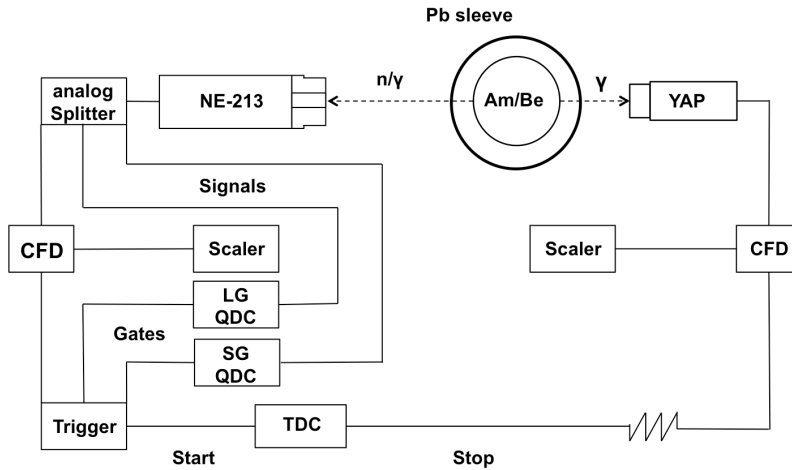 Pb sleeve
analog
Splitter
NE-213
n/γ
Am/Be
γ
YAP
Signals
CFD
Scaler
Scaler
CFD
LG
QDC
Gates
SG
QDC
Trigger
TDC
Start
Stop